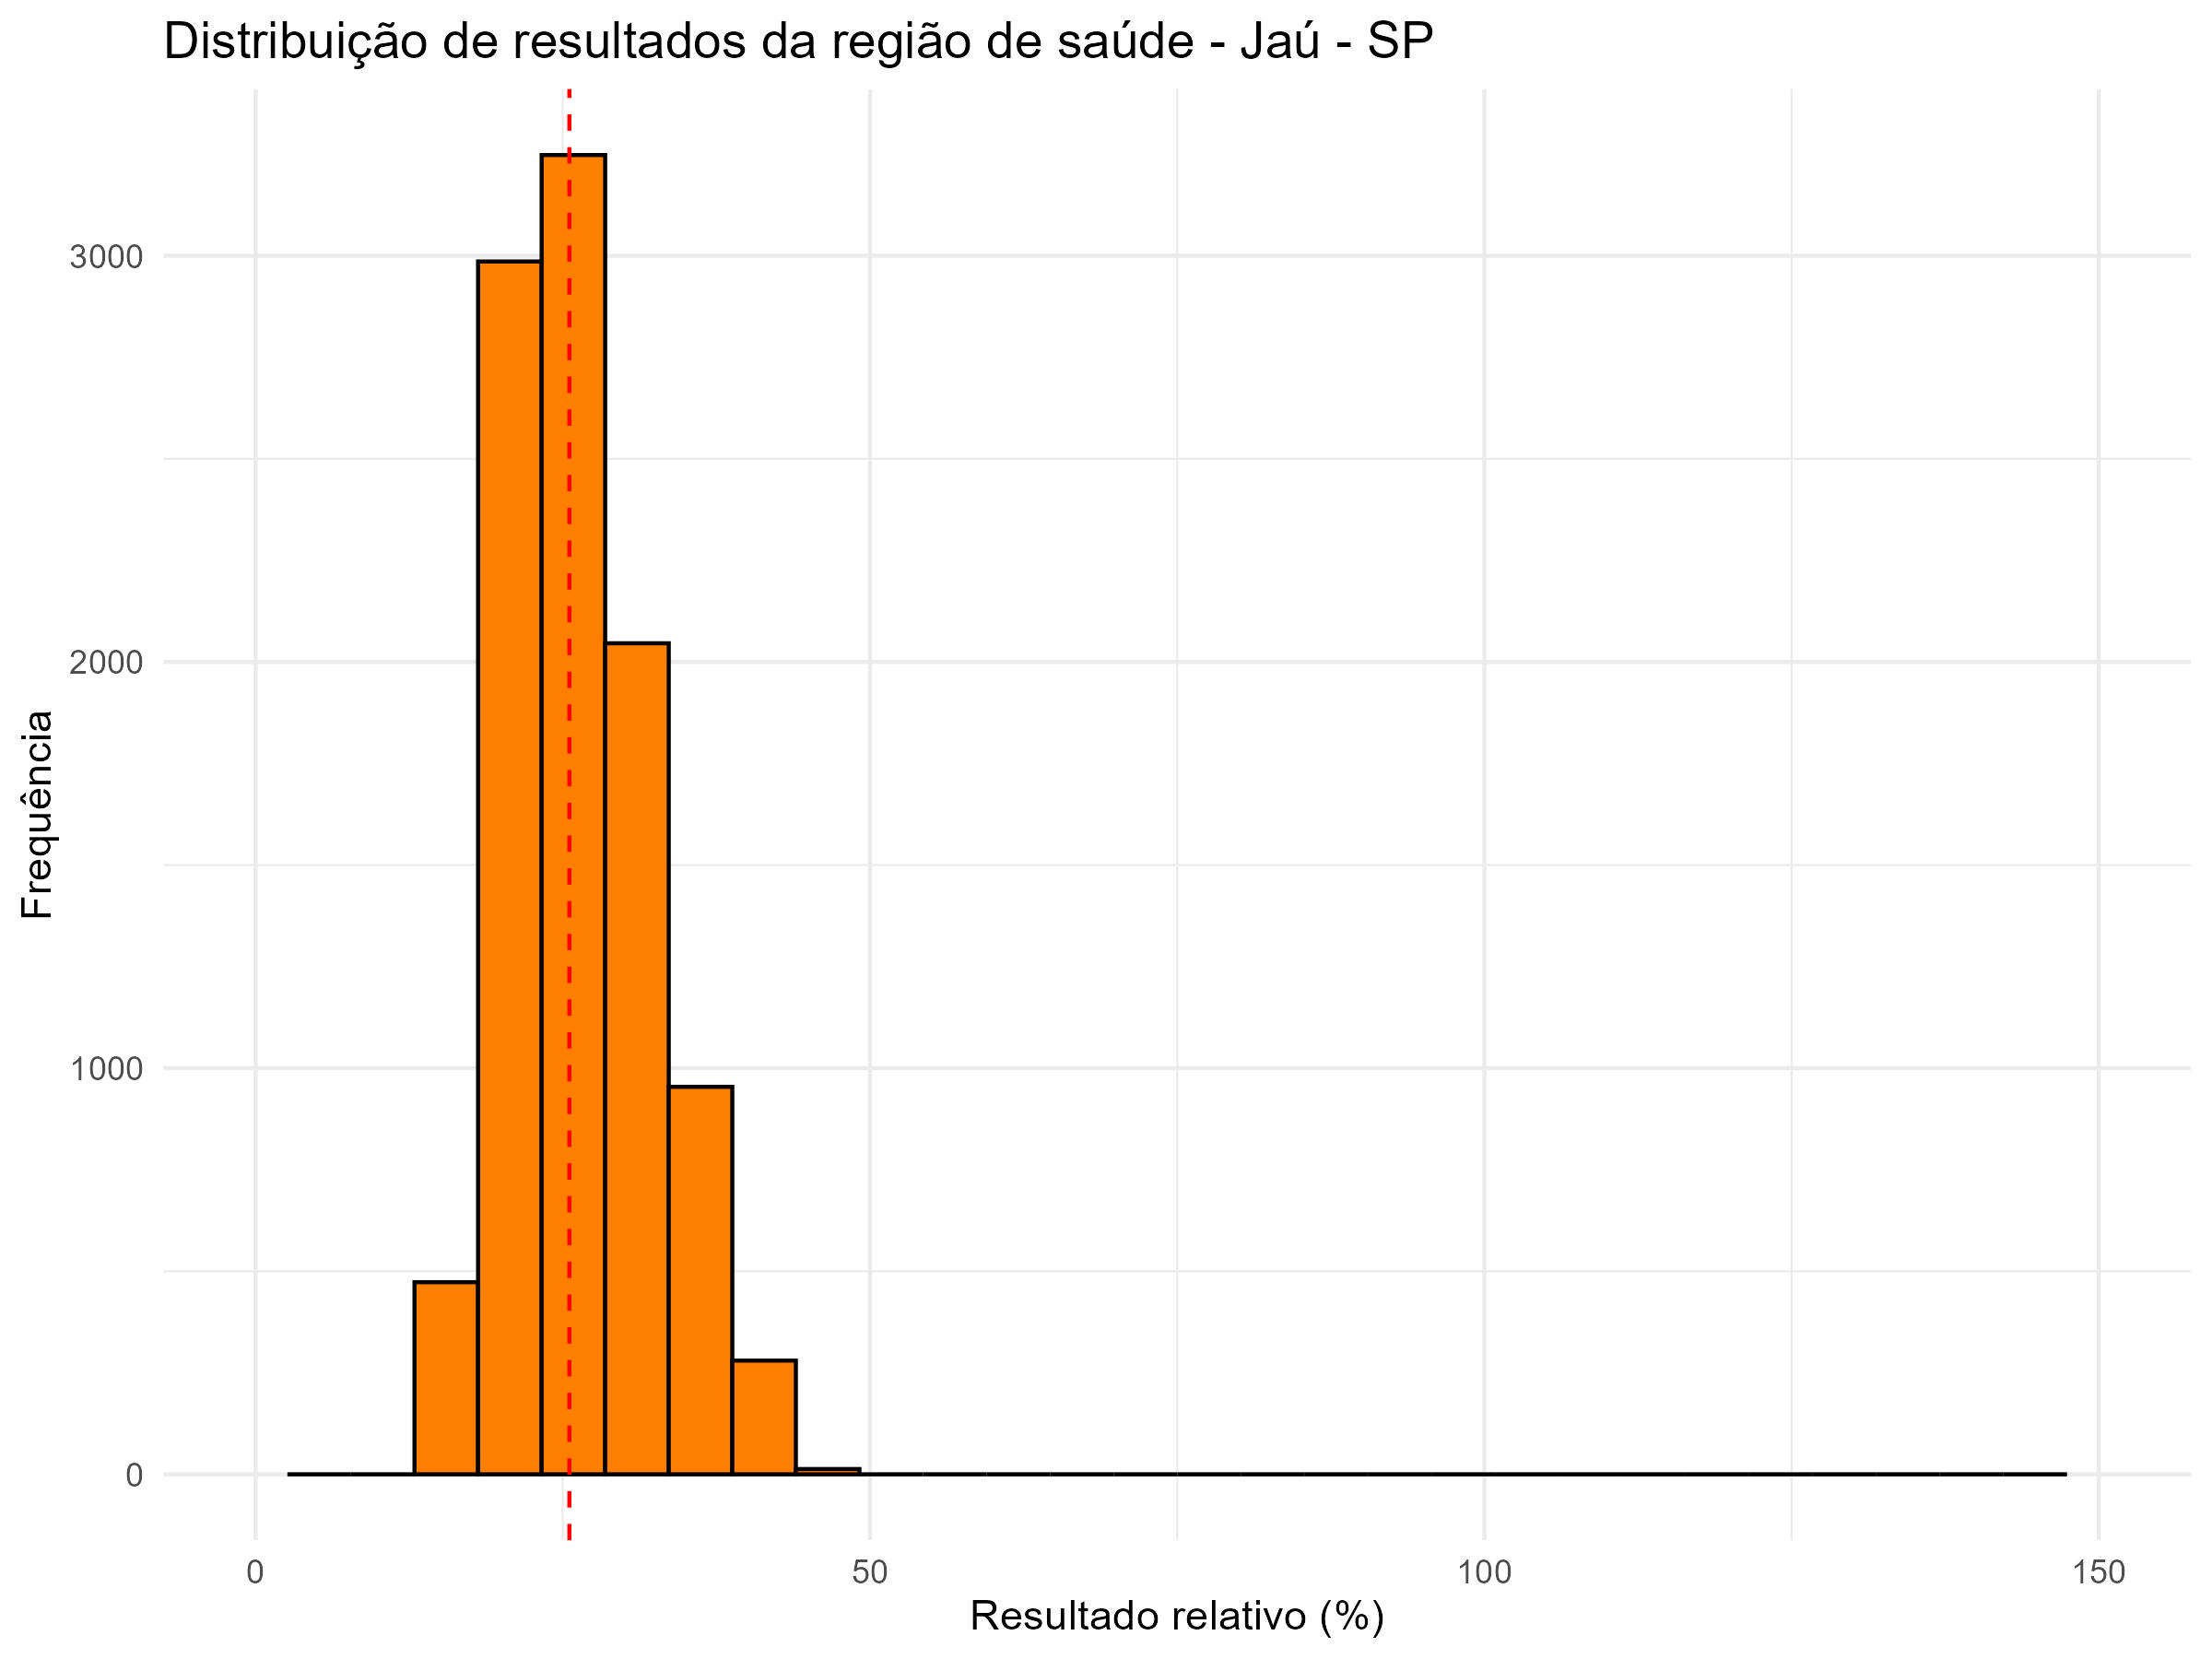 Distribuição de resultados da região de saúde - Jaú - SP
Frequência
3000
2000
1000
0
0 50 100 150
Resultado relativo (%)